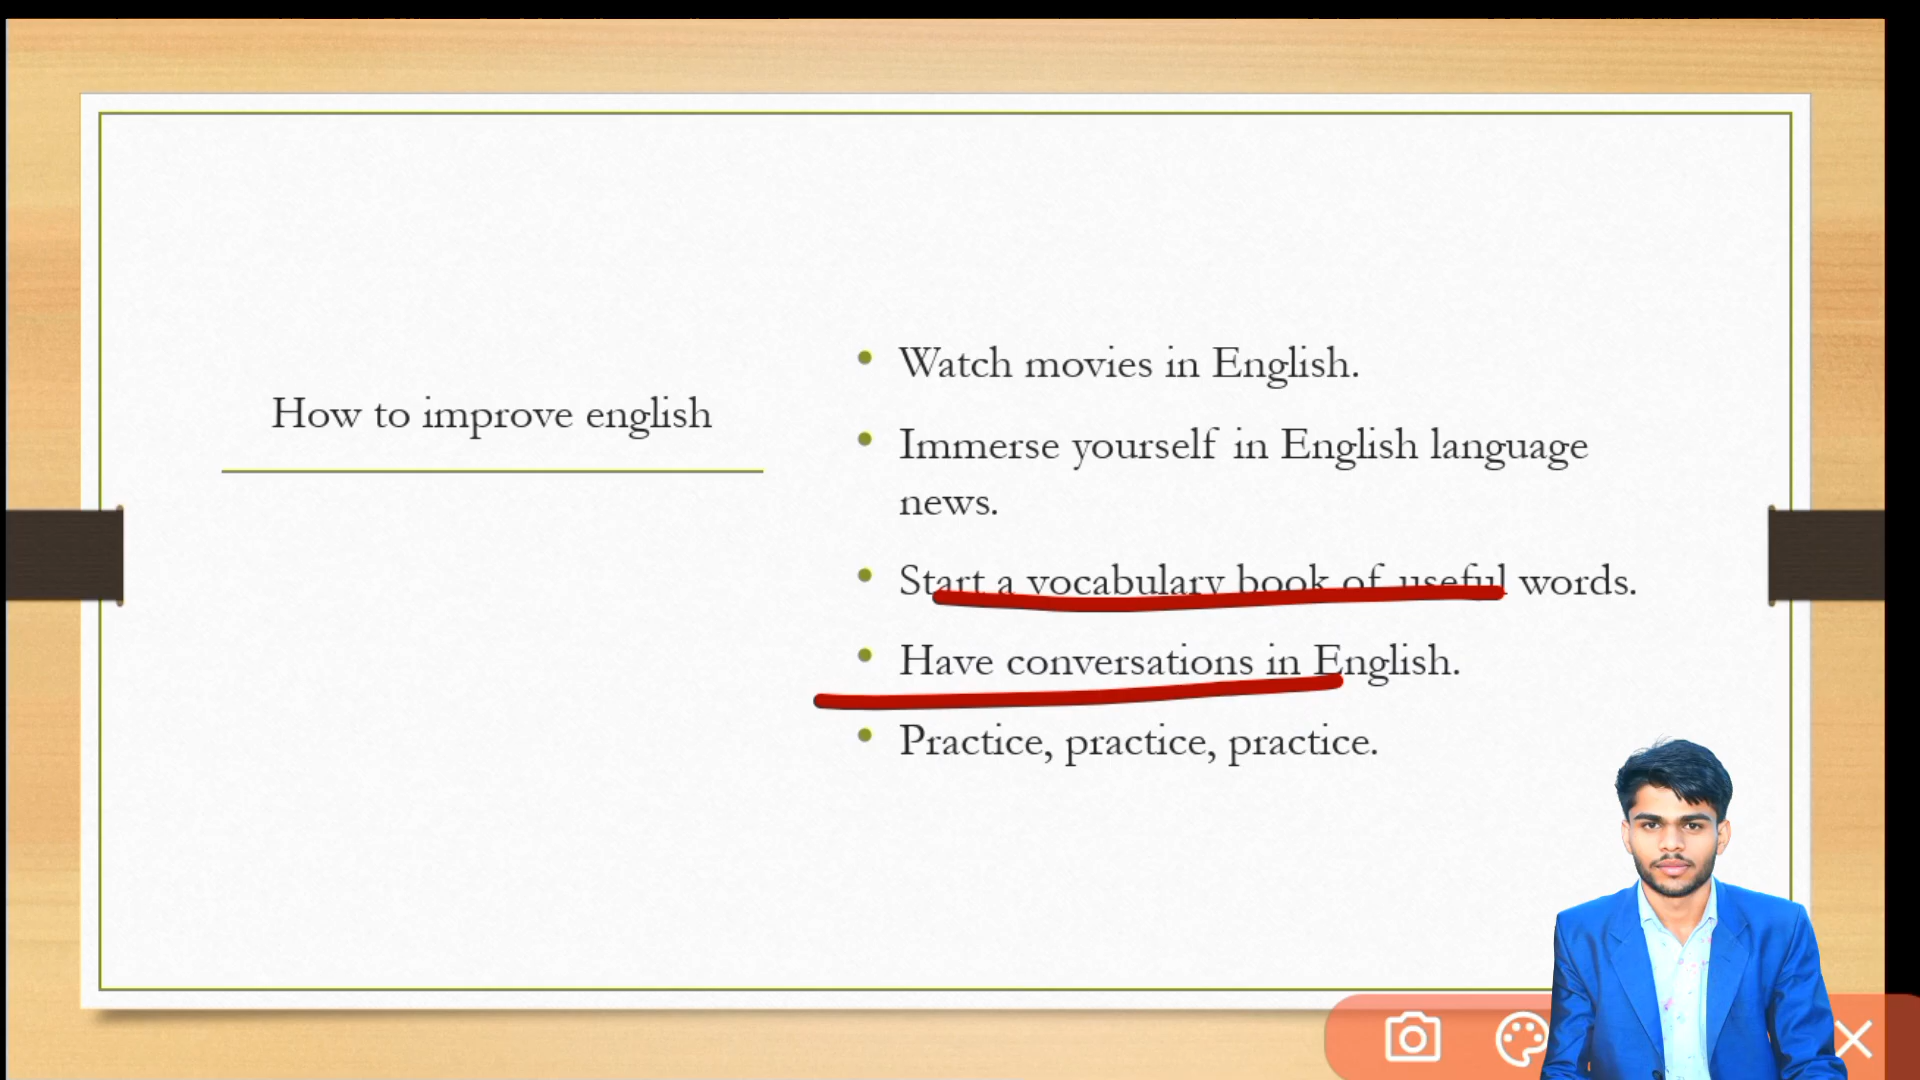 How to improve english
• Watch movies in English.
• Immerse yourself in English language
news.
• Start a vocabulary book of useful words.
• Have conversations in English.
• Practice, practice, practice.